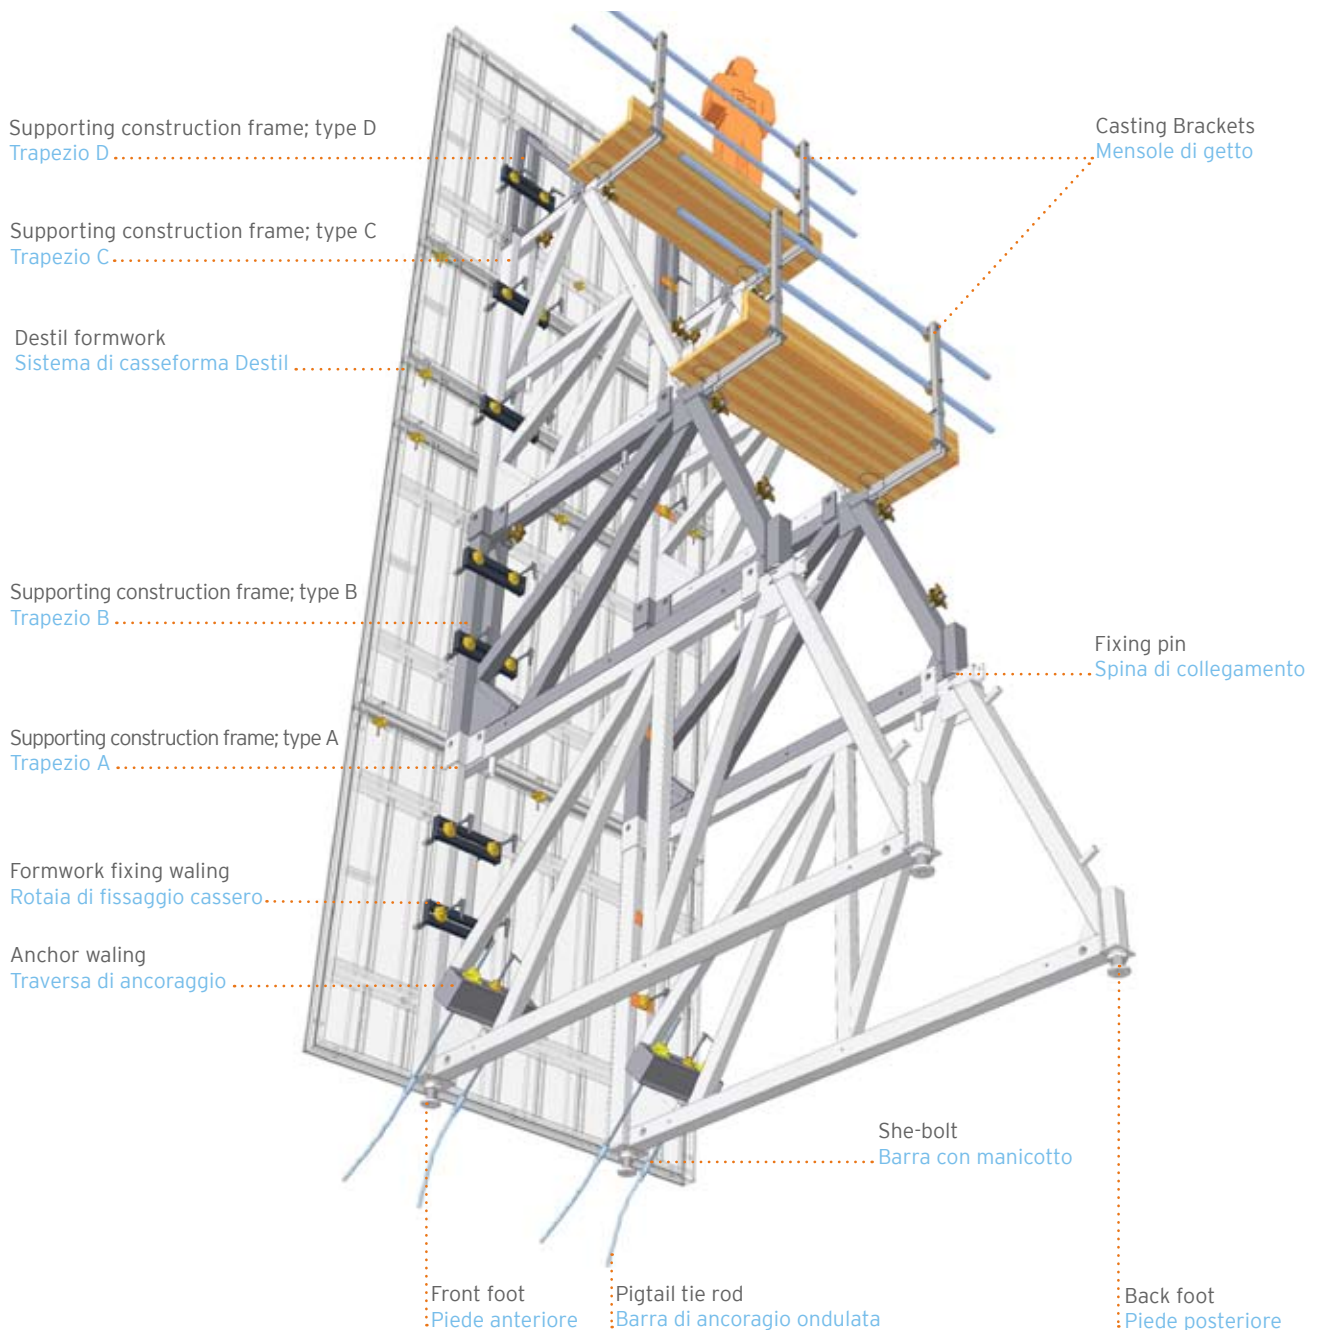 Supporting construction frame; type D
Trapezio D
Casting Brackets
Mensole di getto
Supporting construction frame; type C
Trapezio C
Destil formwork
Sistema di casseforma Destil
Supporting construction frame; type B
Trapezio B
Fixing pin
Spina di collegamento
Supporting construction frame; type A
Trapezio A
Formwork fixing waling
Rotaia di fissaggio cassero
Anchor waling
Traversa di ancoraggio
She-bolt
Barra con manicotto
Front foot
Piede anteriore
Pigtail tie rod
Barra di ancoragio ondulata
Back foot
Piede posteriore